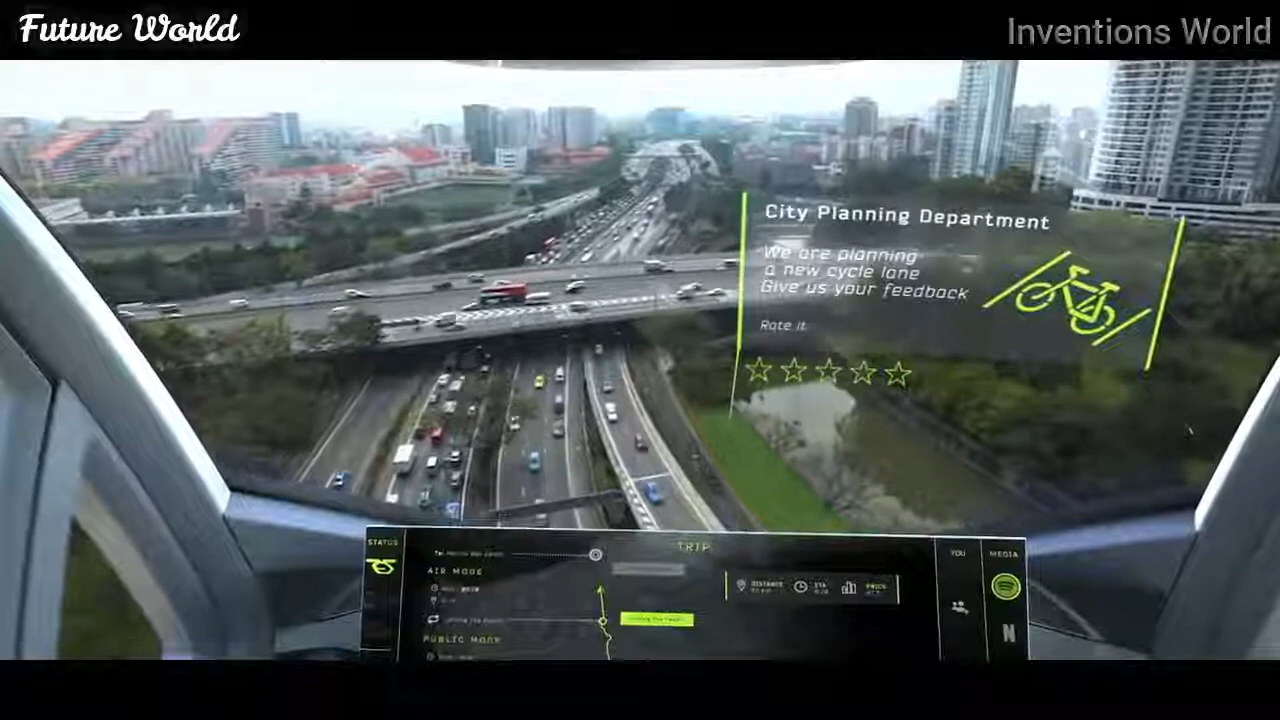 Future World
Inventions World
City Planning Department
We are planning
a new cycle lane
Give us your feedback
Rate it
STATUS
TRIP
YOU
MEDIA
AIR MODE
DISTANCE
PRICE
PUBLIC MODE
N